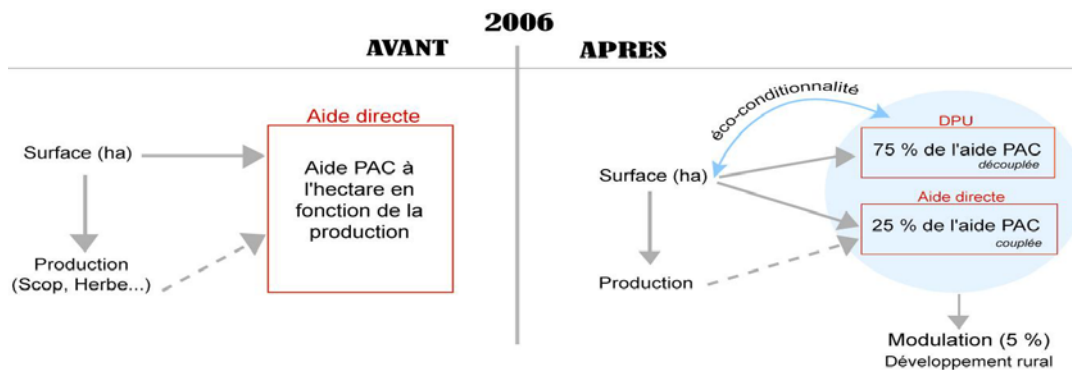 2006
AVANT
APRES
Aide directe
Surface (ha)
Aide PAC à
l'hectare en
fonction de la
production
Production
(Scop, Herbe...)
éco-conditionnalité
DPU
75 % de l'aide PAC
découplée
Surface (ha)
Aide directe
25 % de l'aide PAC
couplée
Production
Modulation (5 %)
Développement rural